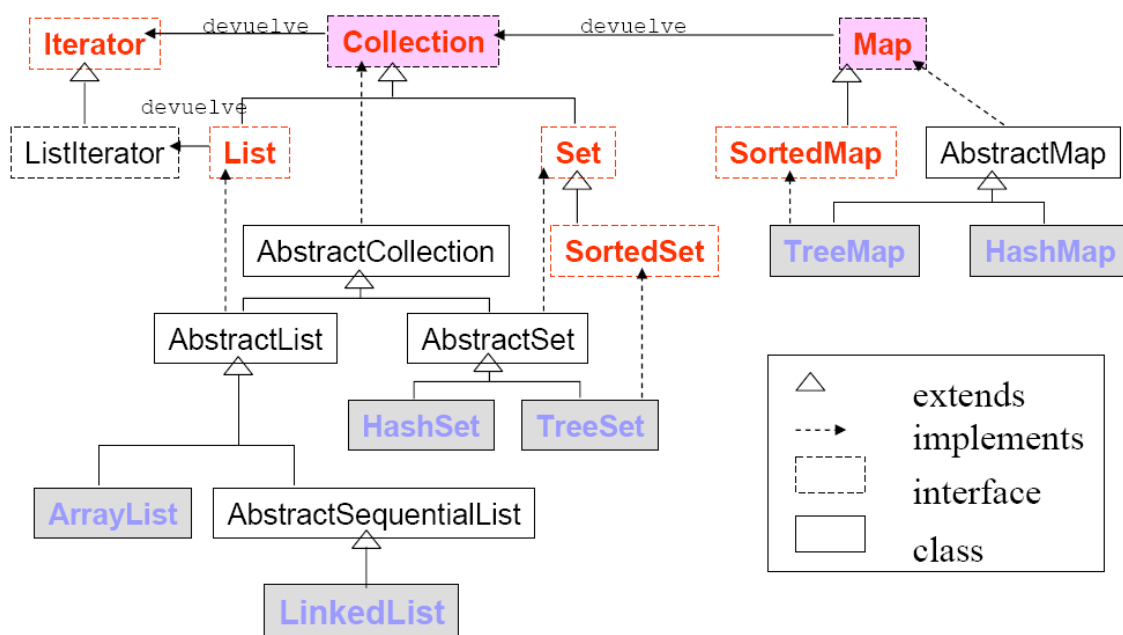 Iterator
devuelve
Collection
devuelve
Map
devuelve
ListIterator
List
Set
SortedMap
AbstractMap
AbstractCollection
SortedSet
TreeMap
HashMap
AbstractList
AbstractSet
HashSet
TreeSet
ArrayList
AbstractSequentialList
LinkedList
extends
implements
interface
class